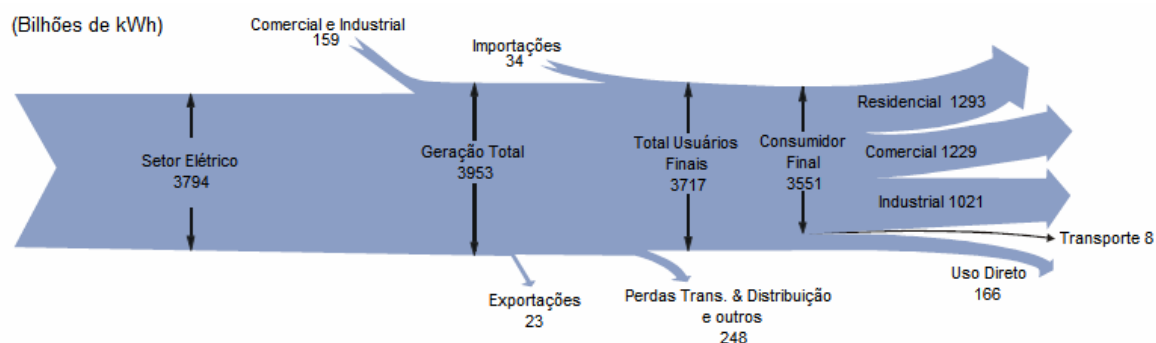 (Bilhões de kWh)
Comercial e Industrial
159
Importações
34
Setor Elétrico
3794
Geração Total
3953
Total Usuários
Finais
3717
Consumidor
Final
3551
Residencial 1293
Comercial 1229
Industrial 1021
Transporte 8
Uso Direto
166
Exportações
23
Perdas Trans. & Distribuição
e outros
248